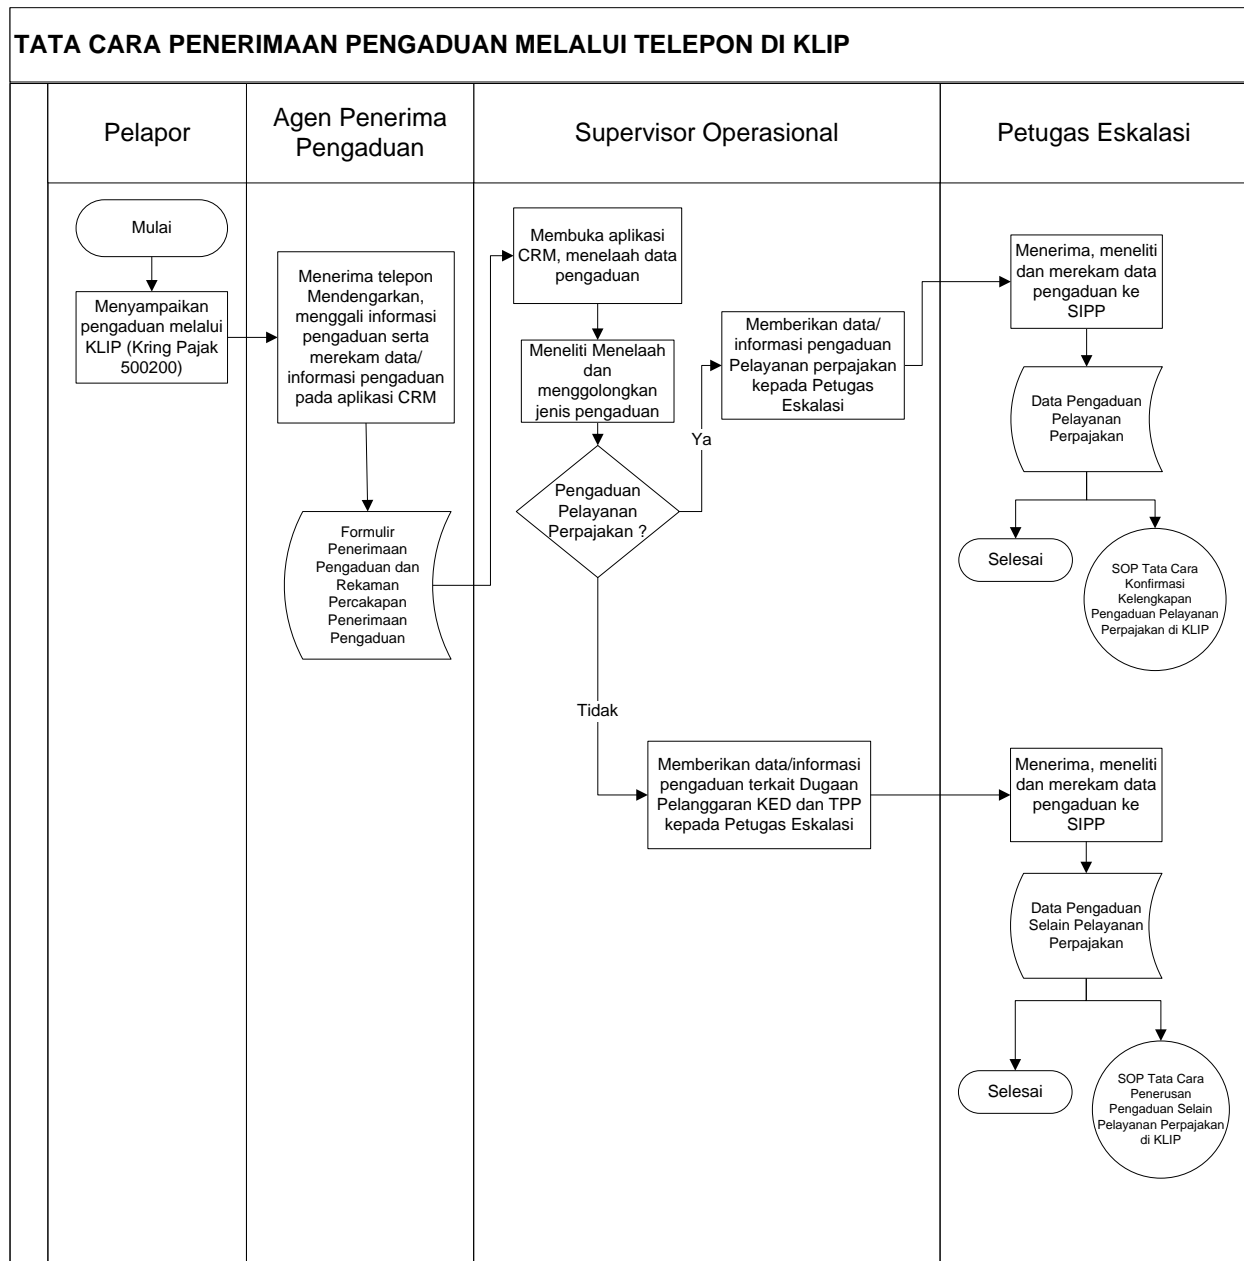 TATA CARA PENERIMAAN PENGADUAN MELALUI TELEPON DI KLIP
Pelapor
Agen Penerima
Pengaduan
Supervisor Operasional
Petugas Eskalasi
Mulai
Menyampaikan
pengaduan melalui
KLIP (Kring Pajak
500200)
Menerima telepon
Mendengarkan,
menggali informasi
pengaduan serta
merekam data/
informasi pengaduan
pada aplikasi CRM
Formulir
Penerimaan
Pengaduan dan
Rekaman
Percakapan
Penerimaan
Pengaduan
Membuka aplikasi
CRM, menelaah data
pengaduan
Meneliti Menelaah
dan
menggolongkan
jenis pengaduan
Pengaduan
Pelayanan
Perpajakan ?
Ya
Memberikan data/
informasi pengaduan
Pelayanan perpajakan
kepada Petugas
Eskalasi
Menerima, meneliti
dan merekam data
pengaduan ke
SIPP
Data Pengaduan
Pelayanan
Perpajakan
Selesai
SOP Tata Cara
Konfirmasi
Kelengkapan
Pengaduan Pelayanan
Perpajakan di KLIP
Tidak
Memberikan data/informasi
pengaduan terkait Dugaan
Pelanggaran KED dan TPP
kepada Petugas Eskalasi
Menerima, meneliti
dan merekam data
pengaduan ke
SIPP
Data Pengaduan
Selain Pelayanan
Perpajakan
Selesai
SOP Tata Cara
Penerusan
Pengaduan Selain
Pelayanan Perpajakan
di KLIP